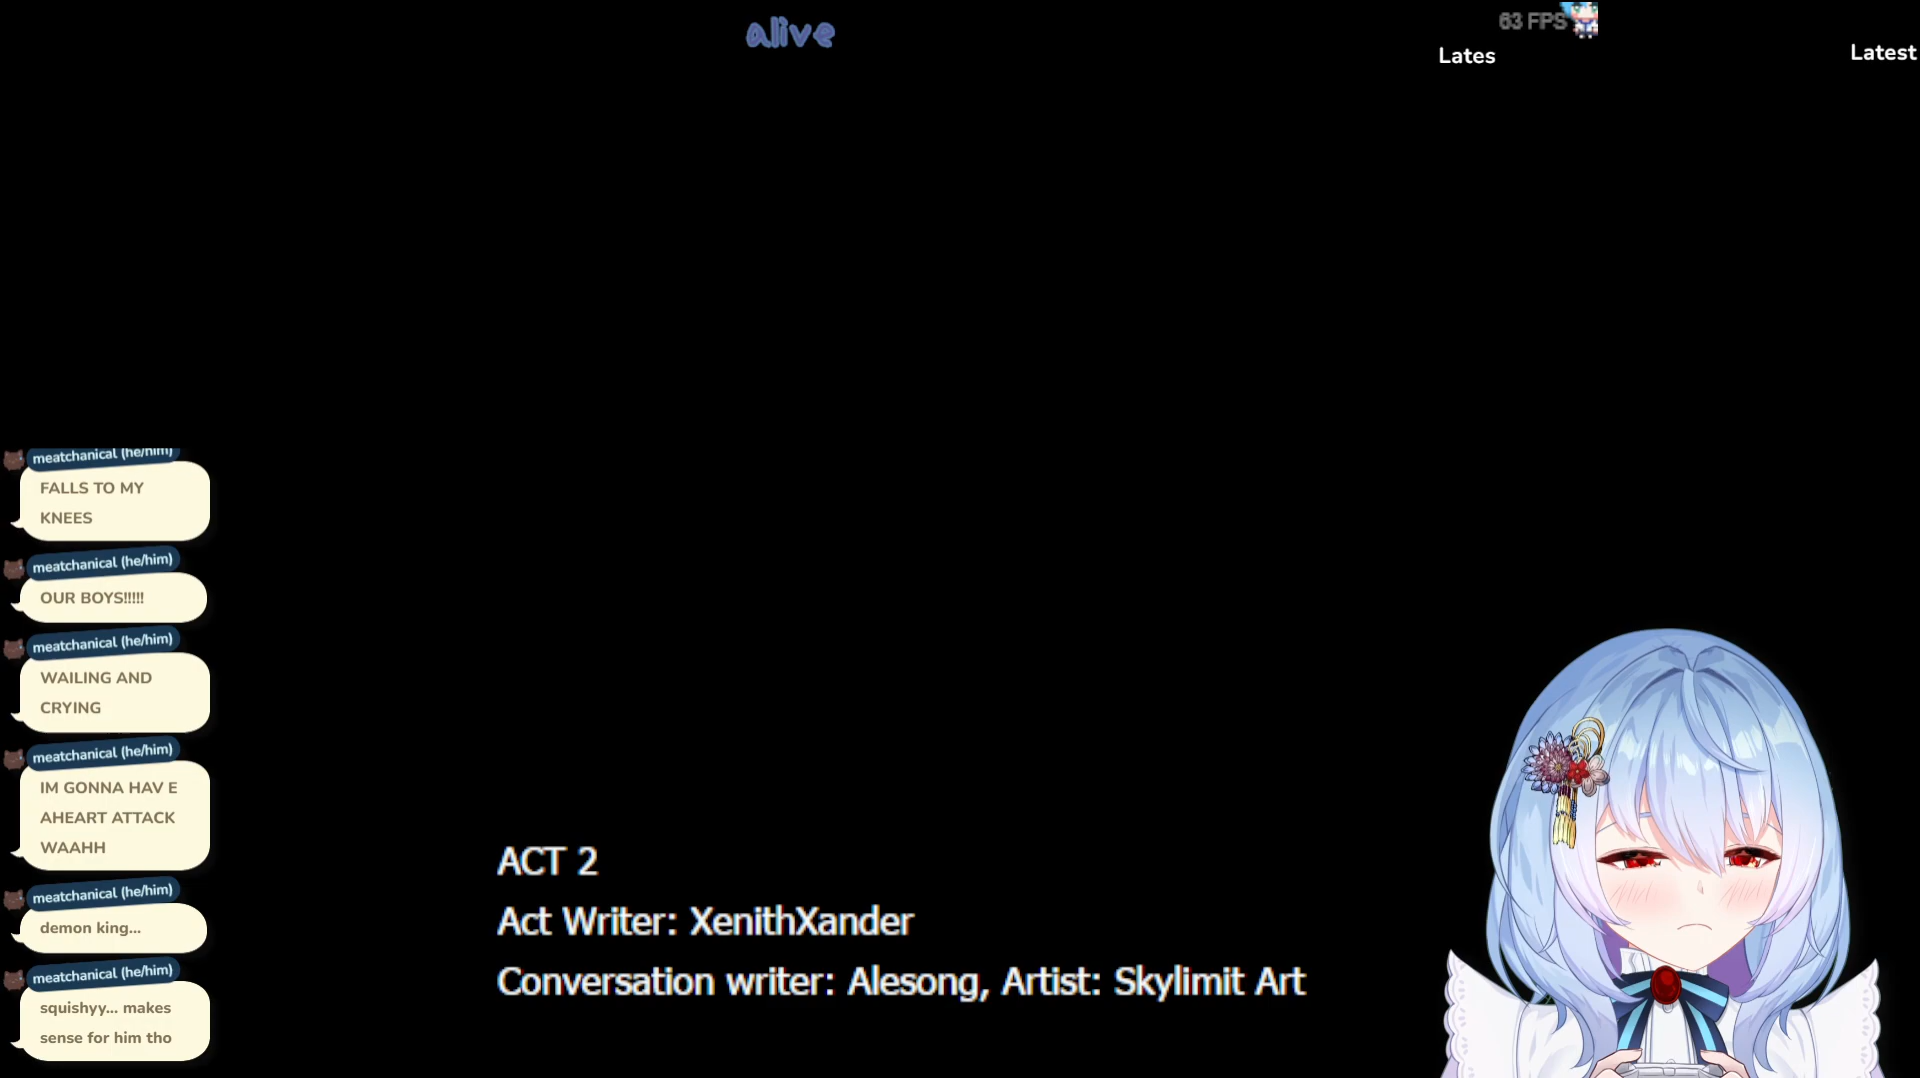 alive
63 FPS
Lates
Latest
meatchanical (he/him)
FALLS TO MY
KNEES
meatchanical (he/him)
OUR BOYS!!!!!
meatchanical (he/him)
WAILING AND
CRYING
meatchanical (he/him)
IM GONNA HAV E
AHEART ATTACK
WAAHH
meatchanical (he/him)
demon king...
meatchanical (he/him)
squishyy... makes
sense for him tho
ACT 2
Act Writer: XenithXander
Conversation writer: Alesong, Artist: Skylimit Art